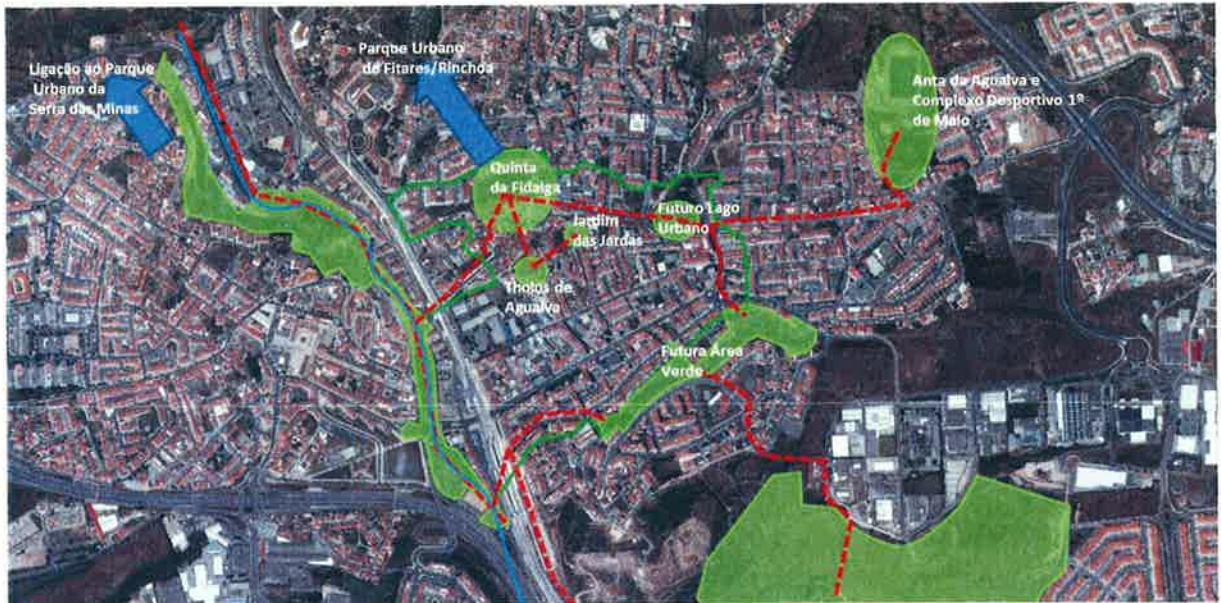 Ligação ao Parque
Urbano da
Serra das Minas
Parque Urbano
de Fitares/Rinchoa
Anta da Agualva e
Complexo Desportivo 1º
de Maio
Quinta
da Fidalga
Jardim
das Jardas
Futuro Lago
Urbano
Tholos de
Agualva
Futura Área
Verde